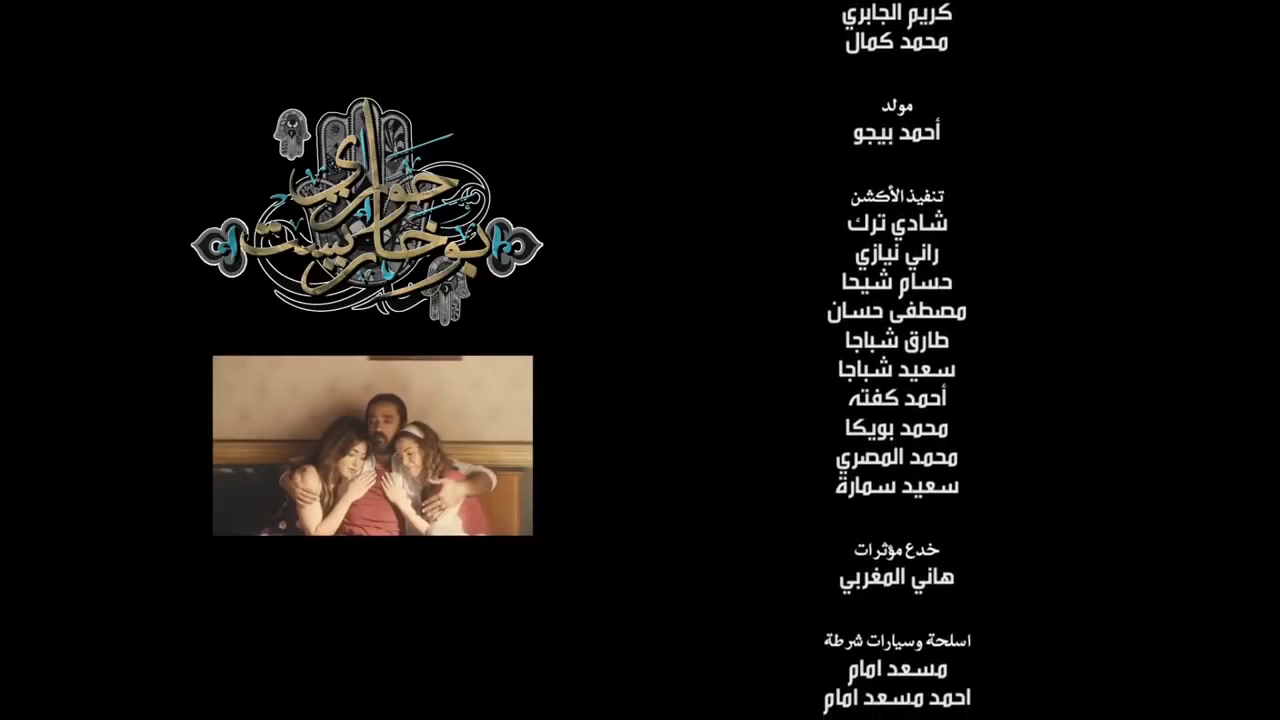 حواري
بوخاريست
كريم الجابري
محمد كمال
مولد
أحمد بيجو
تنفيذ الأكشن
شادي ترك
راني نيازي
حسام شيحا
مصطفى حسان
طارق شباجا
سعيد شباجا
أحمد كفته
محمد بويكا
محمد المصري
سعيد سمارة
خدع مؤثرات
هاني المغربي
اسلحة وسيارات شرطة
مسعد امام
احمد مسعد امام